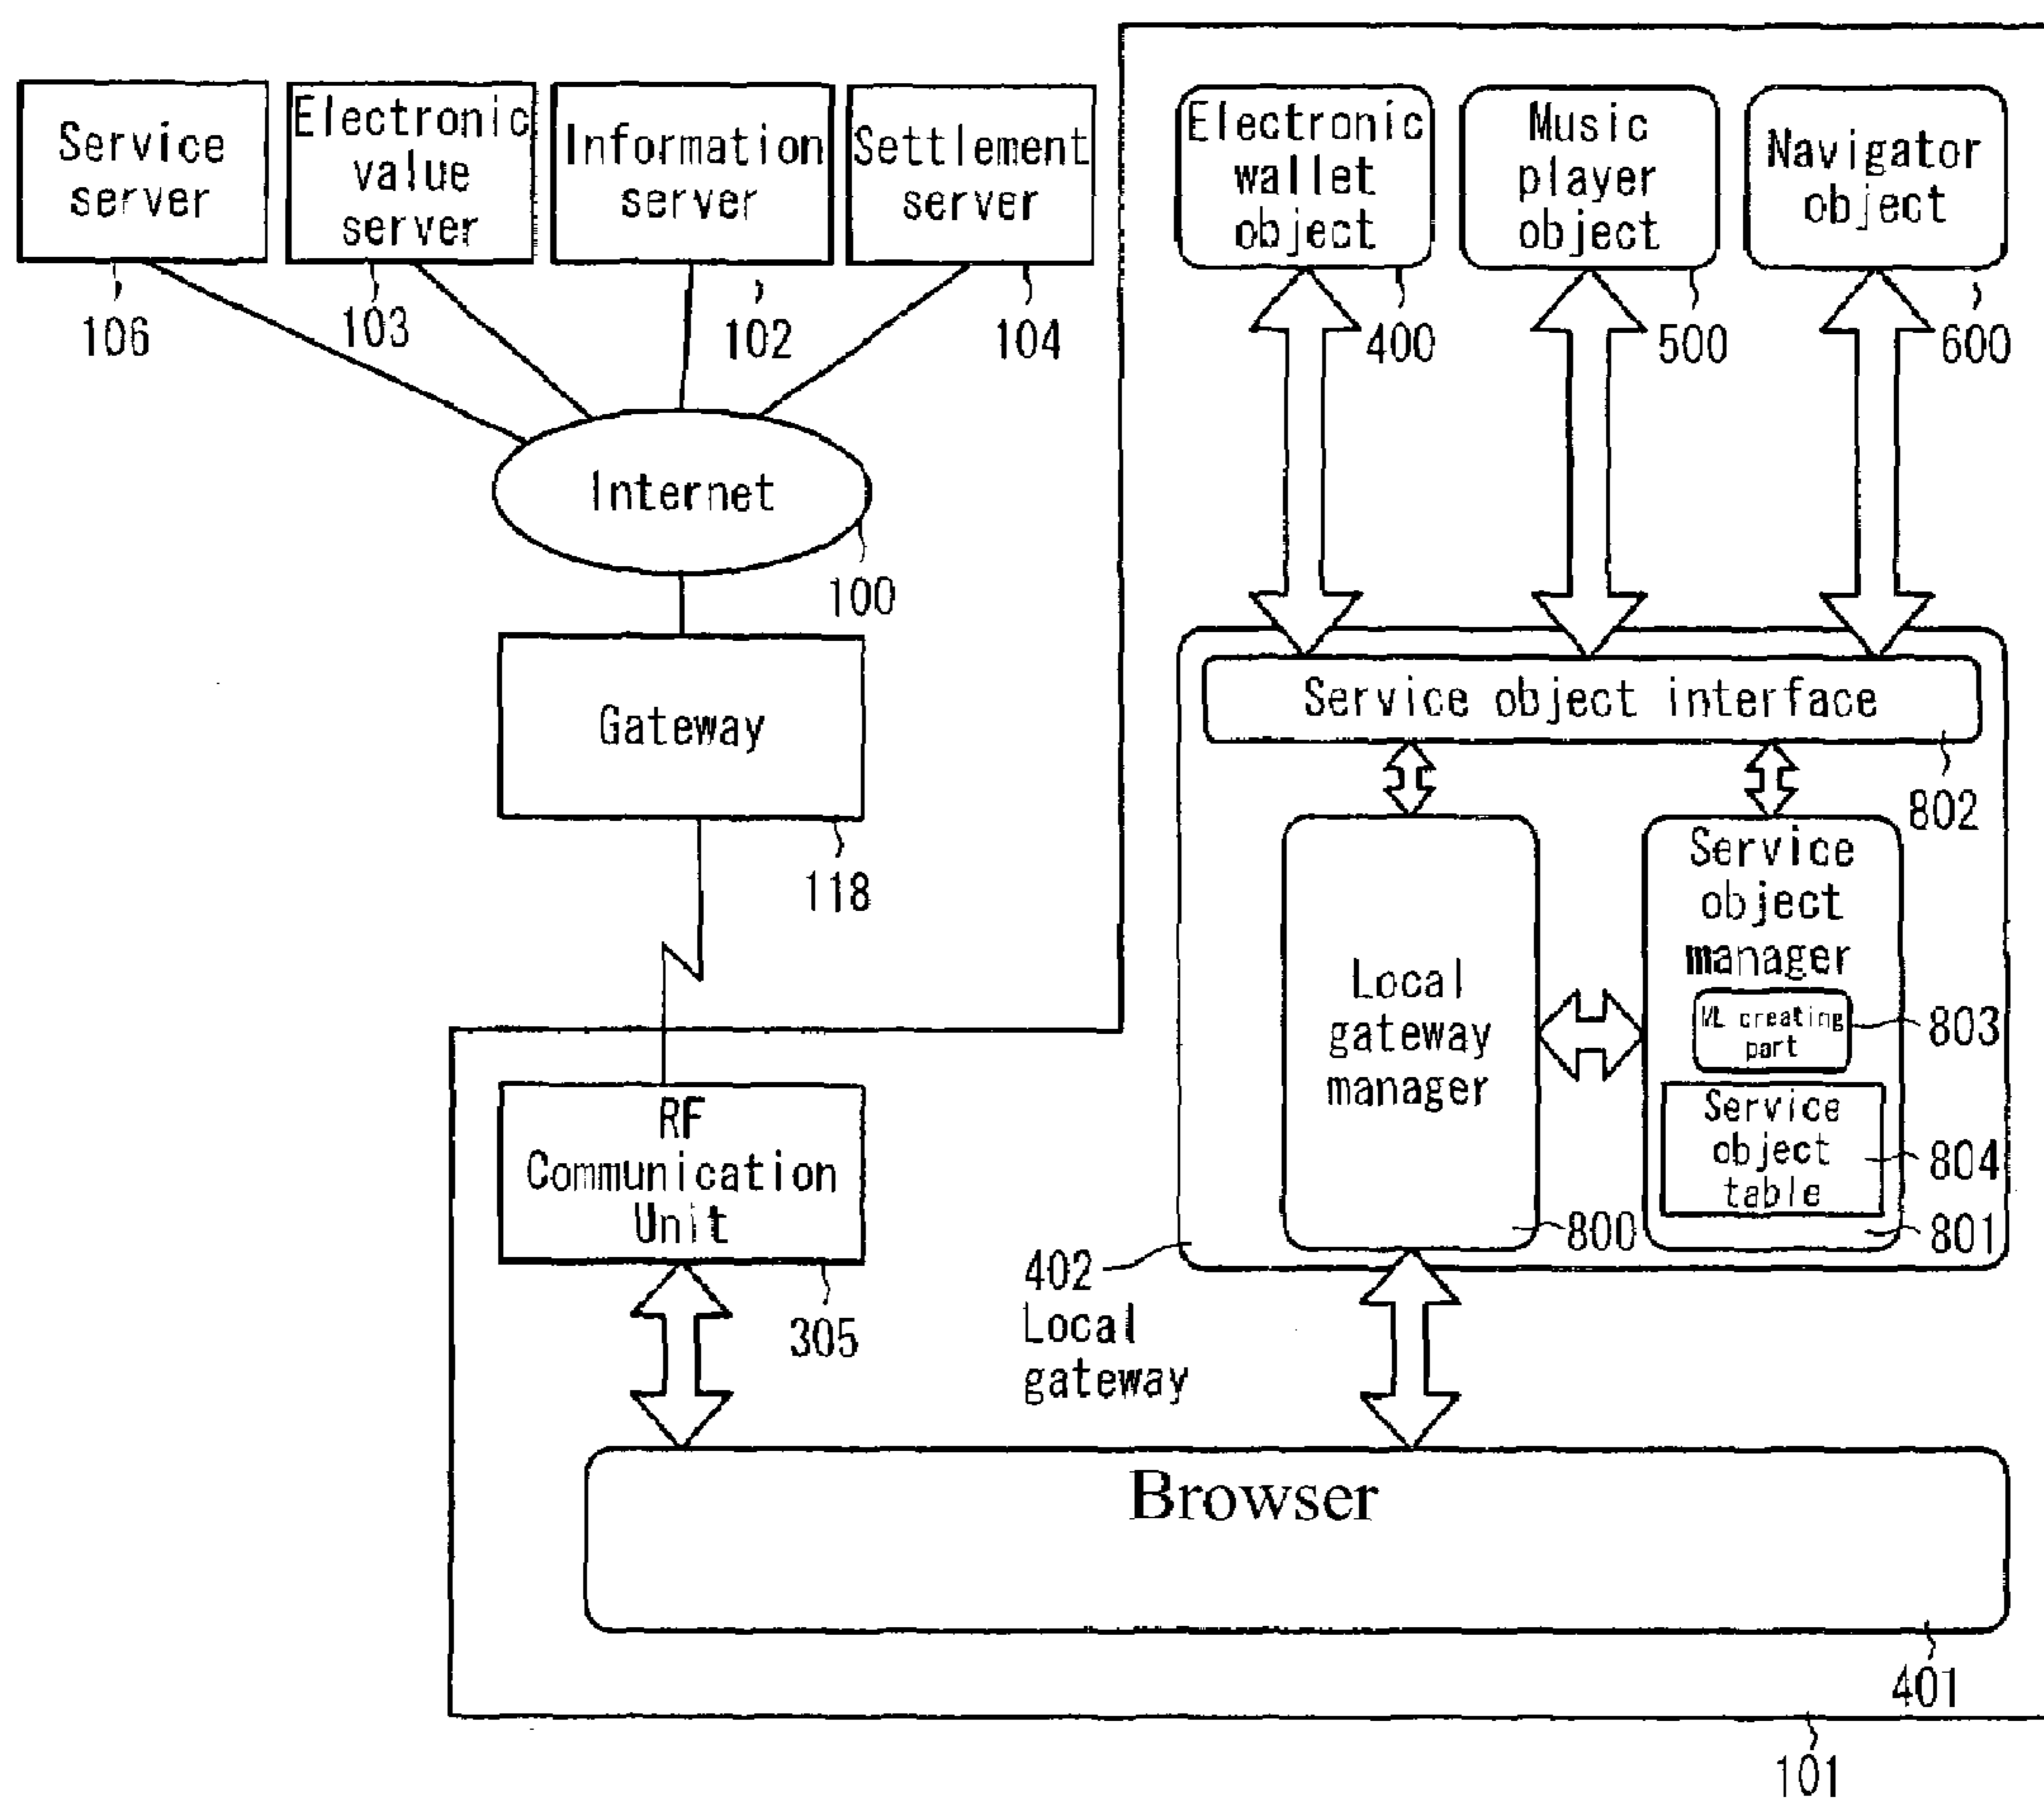 Service
server
106
Electronic
value
server
103
Information
server
102
Settlement
server
104
Internet
100
Gateway
118
RF
Communication
Unit
305
Electronic
wallet
object
400
Music
player
object
500
Navigator
object
600
Service object interface
802
Local
gateway
manager
800
Service
object
manager
ML creating
part
803
Service
object
table
804
801
402
Local
gateway
Browser
401
101